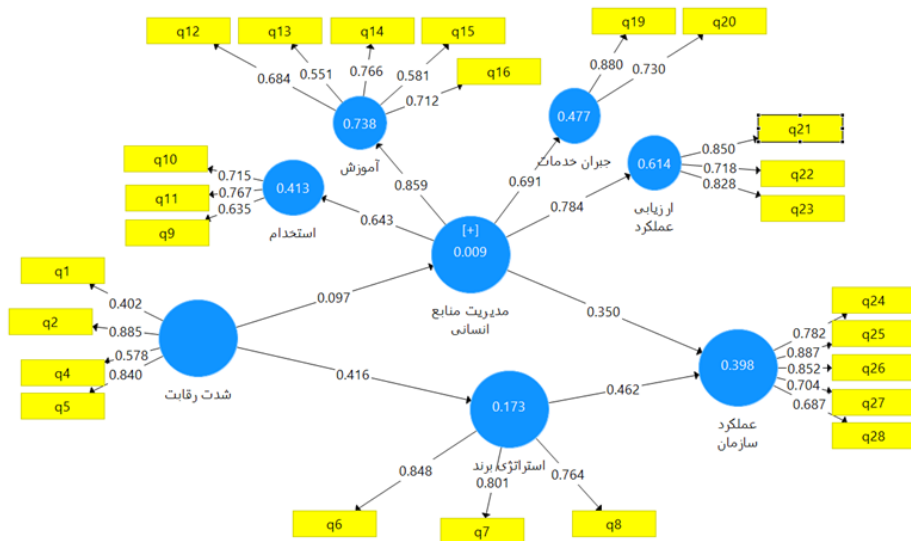 q12
q13
q14
q15
q16
0.684
0.551
0.766
0.581
0.712
0.738
آموزش
q19
q20
0.880
0.730
0.477
جبران خدمات
q21
q22
q23
0.850
0.718
0.828
0.614
ارزیابی
عملکرد
q10
q11
q9
0.715
0.767
0.635
0.413
استخدام
0.859
0.691
0.643
0.784
[+]
0.009
مدیریت منابع
انسانی
q1
q2
q4
q5
0.402
0.885
0.578
0.840
شدت رقابت
0.097
0.416
0.350
0.462
0.173
استراتژی برند
0.848
0.801
0.764
q6
q7
q8
0.398
عملکرد
سازمان
0.782
0.887
0.852
0.704
0.687
q24
q25
q26
q27
q28